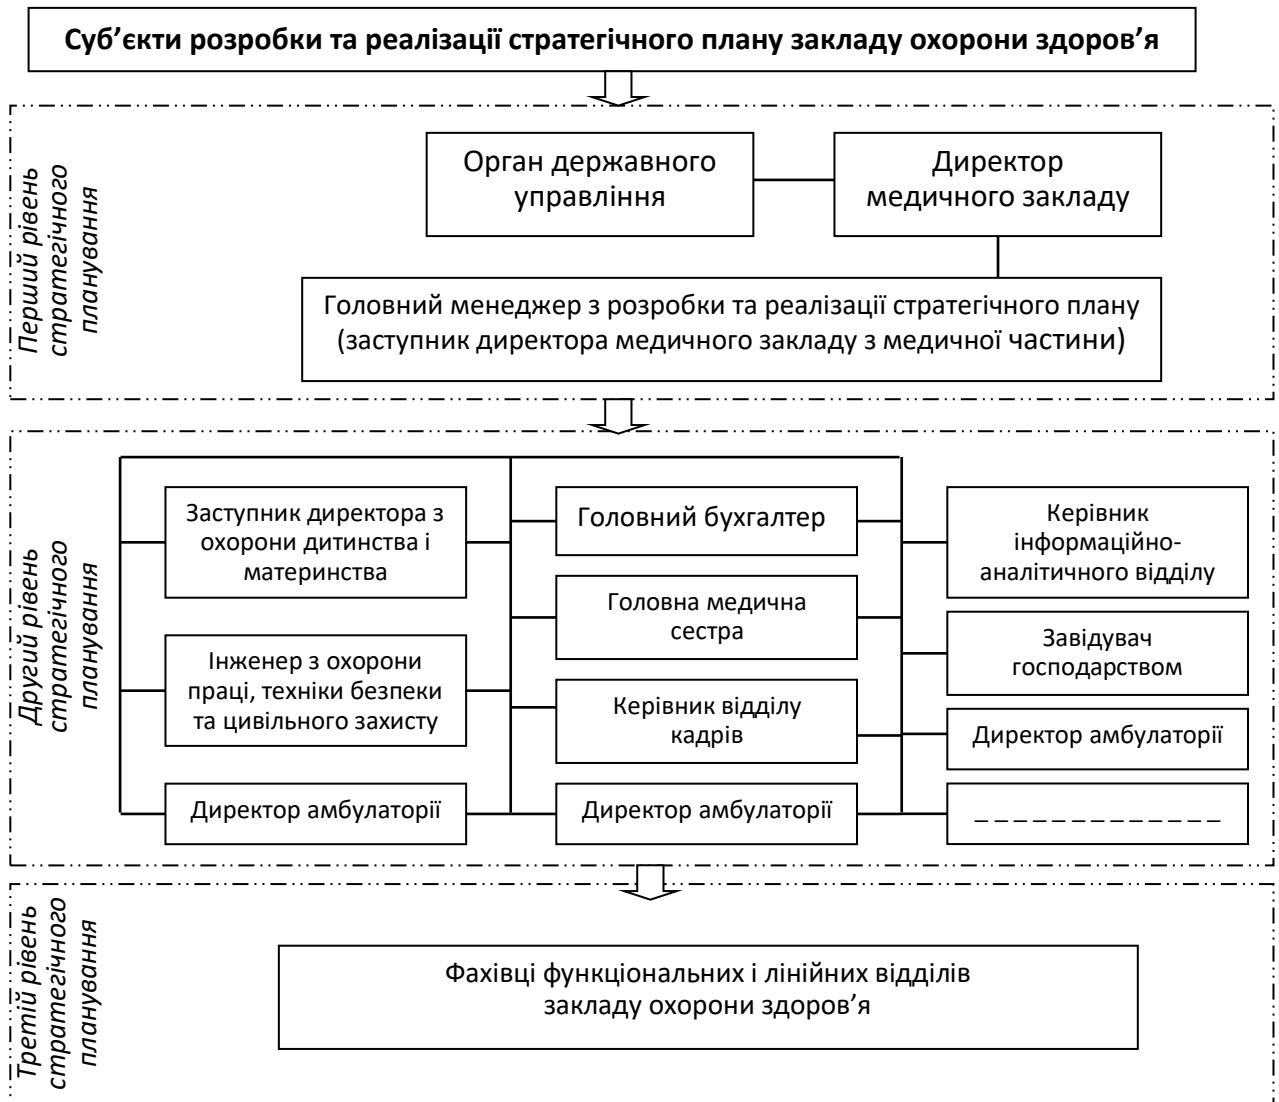 Суб’єкти розробки та реалізації стратегічного плану закладу охорони здоров’я
Перший рівень
стратегічного
планування
Орган державного
управління
Директор
медичного закладу
Головний менеджер з розробки та реалізації стратегічного плану
(заступник директора медичного закладу з медичної частини)
Другий рівень
стратегічного
планування
Заступник директора з
охорони дитинства і
материнства
Інженер з охорони
праці, техніки безпеки
та цивільного захисту
Директор амбулаторії
Головний бухгалтер
Головна медична
сестра
Керівник відділу
кадрів
Директор амбулаторії
Керівник
інформаційно-
аналітичного відділу
Завідувач
господарством
Директор амбулаторії
_ _ _ _ _ _ _ _ _ _ _ _ _
Третій рівень
стратегічного
планування
Фахівці функціональних і лінійних відділів
закладу охорони здоров’я